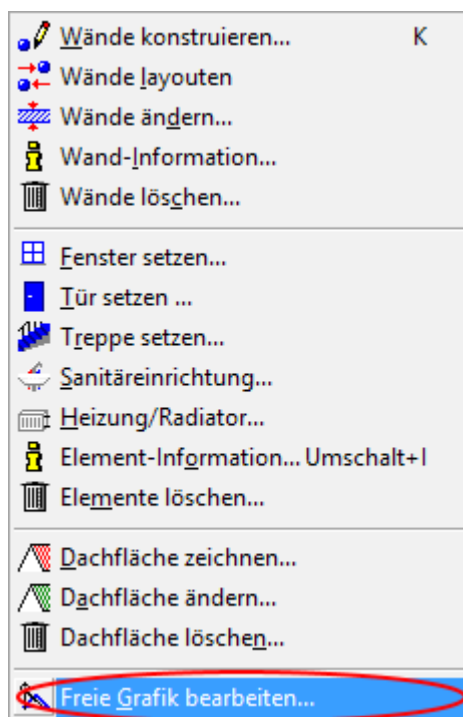 Wände konstruieren... K
Wände layouten
Wände ändern...
Wand-Information...
Wände löschen...
Fenster setzen...
Tür setzen ...
Treppe setzen...
Sanitäreinrichtung...
Heizung/Radiator...
Element-Information... Umschalt+I
Elemente löschen...
Dachfläche zeichnen...
Dachfläche ändern...
Dachfläche löschen...
Freie Grafik bearbeiten...